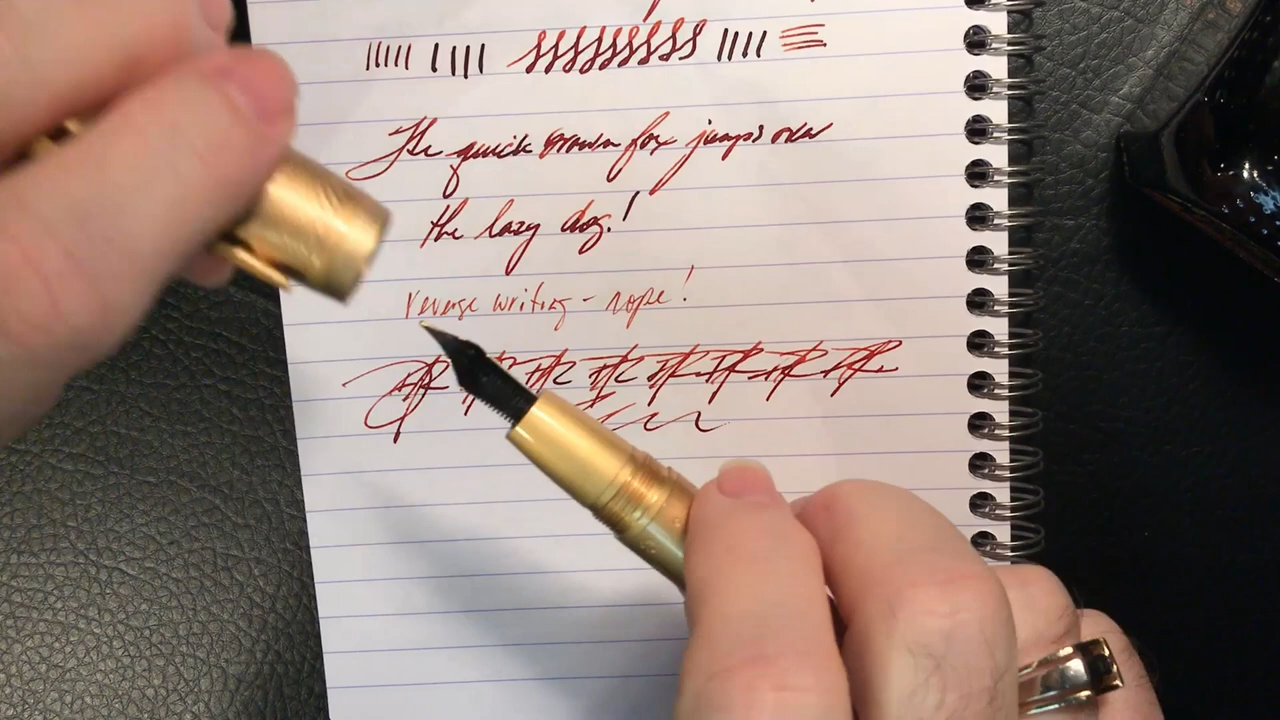 The quick brown fox jumps over
the lazy dog!
reverse writing - nope!